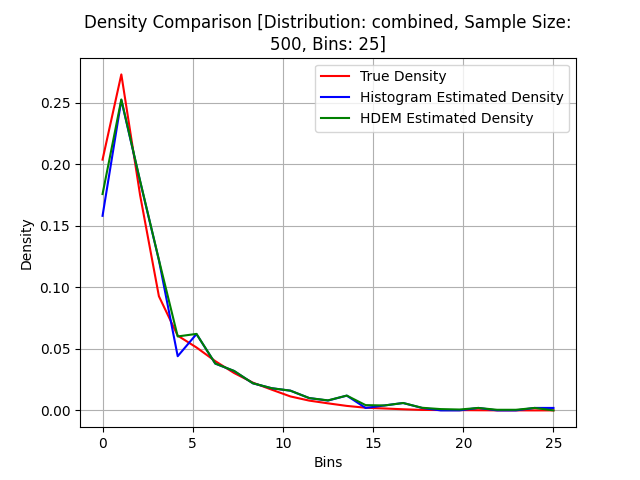 Density Comparison [Distribution: combined, Sample Size:
500, Bins: 25]
True Density
Histogram Estimated Density
HDEM Estimated Density
Density
0.25
0.20
0.15
0.10
0.05
0.00
0 5 10 15 20 25
Bins